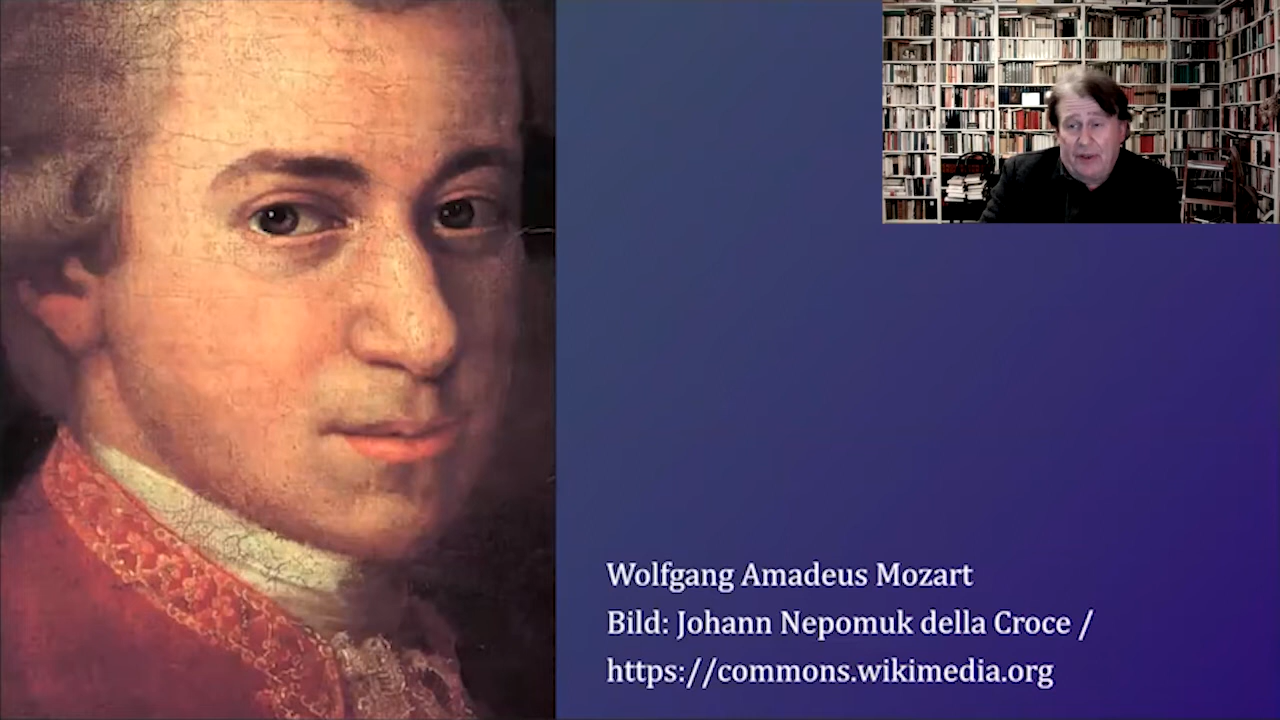 Wolfgang Amadeus Mozart
Bild: Johann Nepomuk della Croce /
https://commons.wikimedia.org